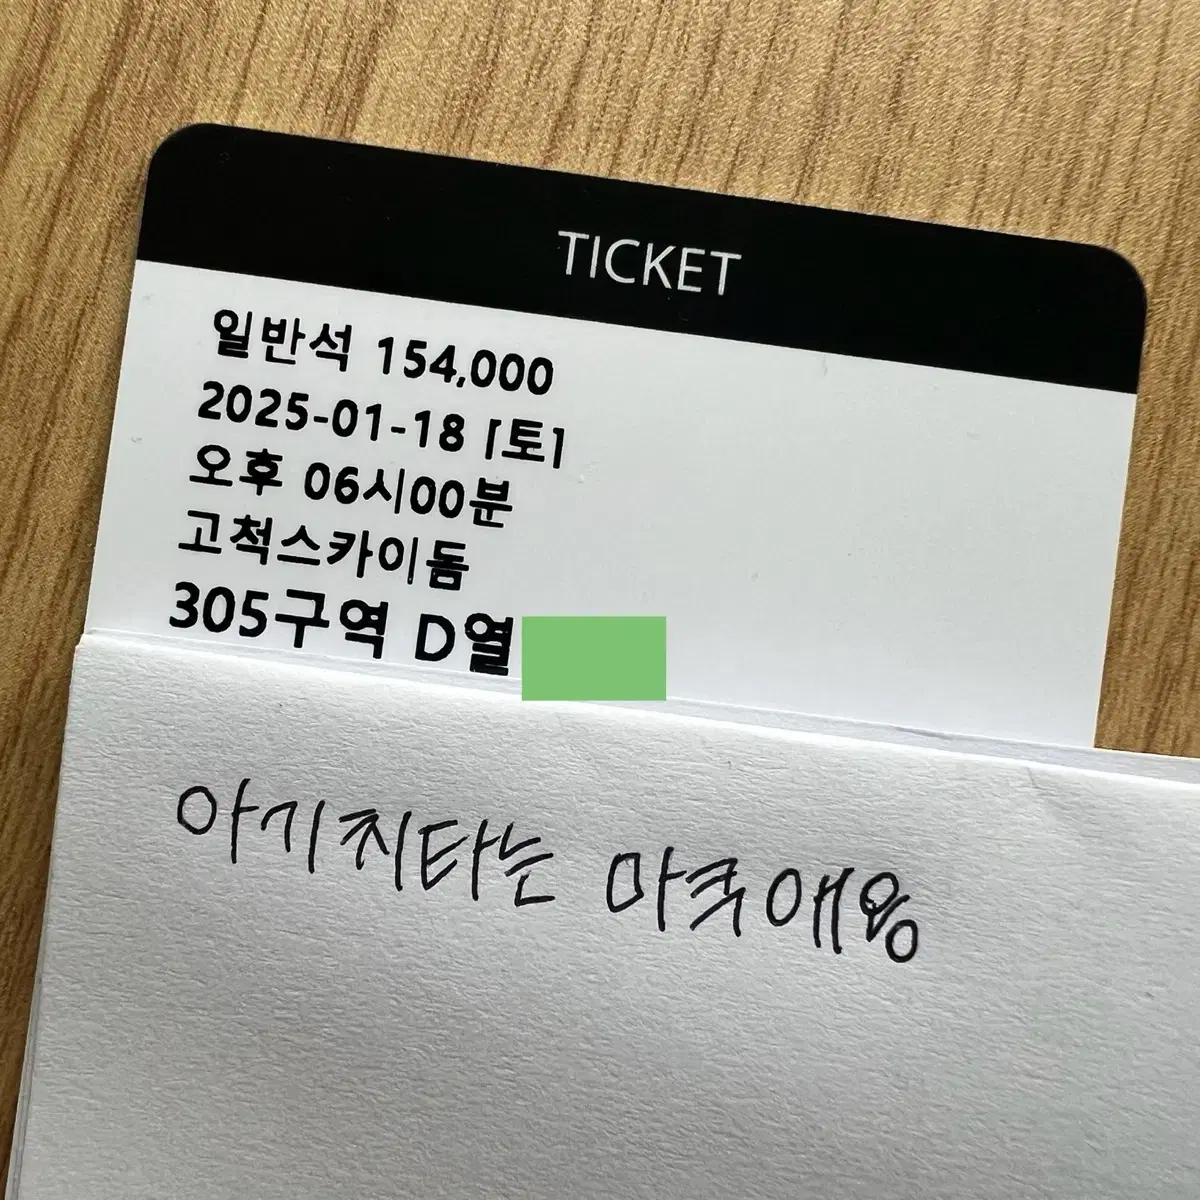 TICKET
일반석 154,000
2025-01-18 [토]
오후 06시00분
고척스카이돔
305구역 D열
아기치타는 마크애용